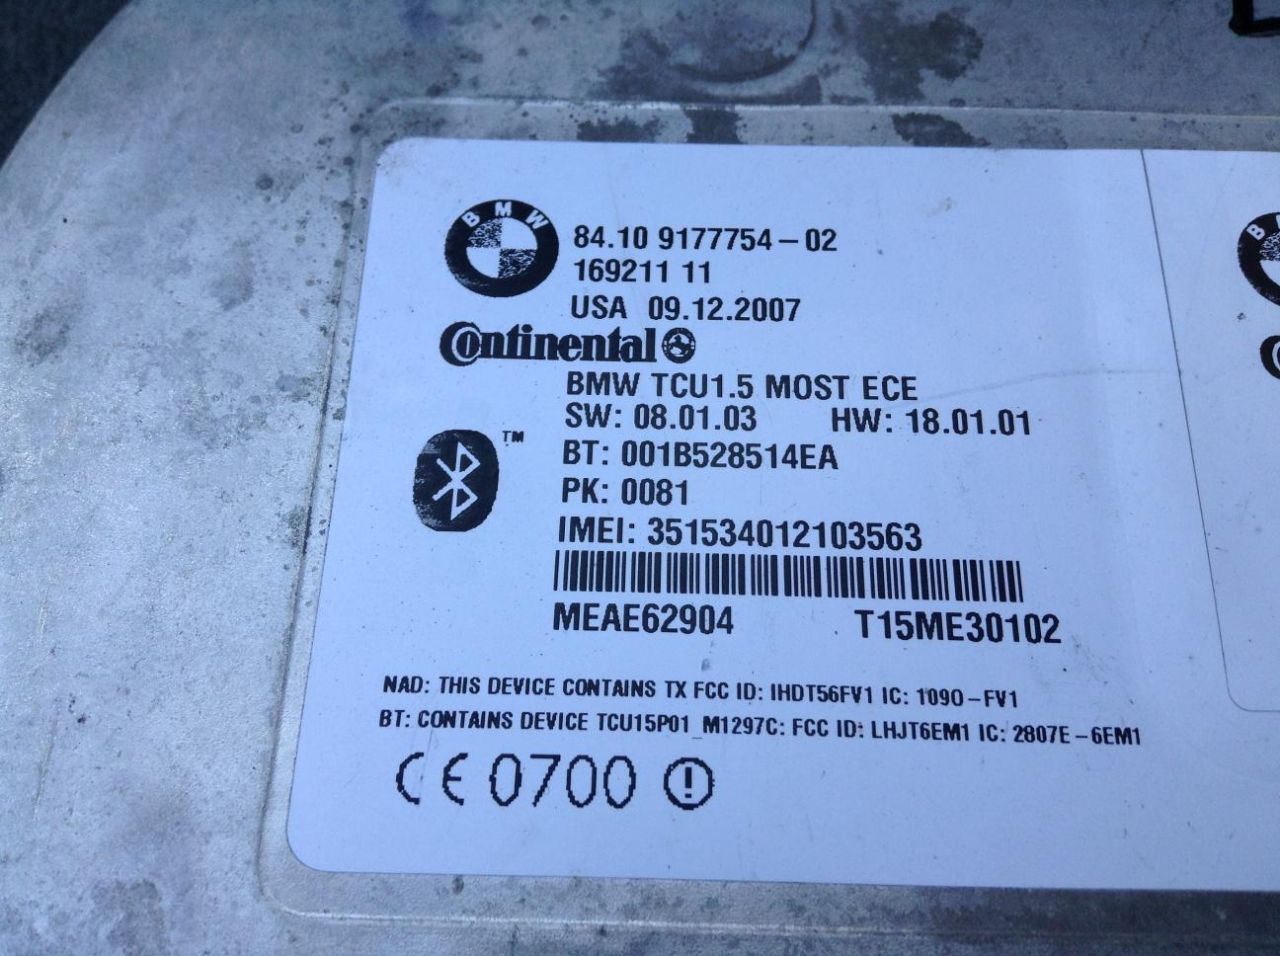 BMW
84.10 9177754-02
169211 11
USA 09.12.2007
Continental
BMW TCU1.5 MOST ECE
SW: 08.01.03 HW: 18.01.01
™
BT: 001B528514EA
PK: 0081
IMEI: 351534012103563
MEAE62904 T15ME30102
NAD: THIS DEVICE CONTAINS TX FCC ID: IHDT56FV1 IC: 1090-FV1
BT: CONTAINS DEVICE TCU15P01_M1297C: FCC ID: LHJT6EM1 IC: 2807E-6EM1
CE 0700 !